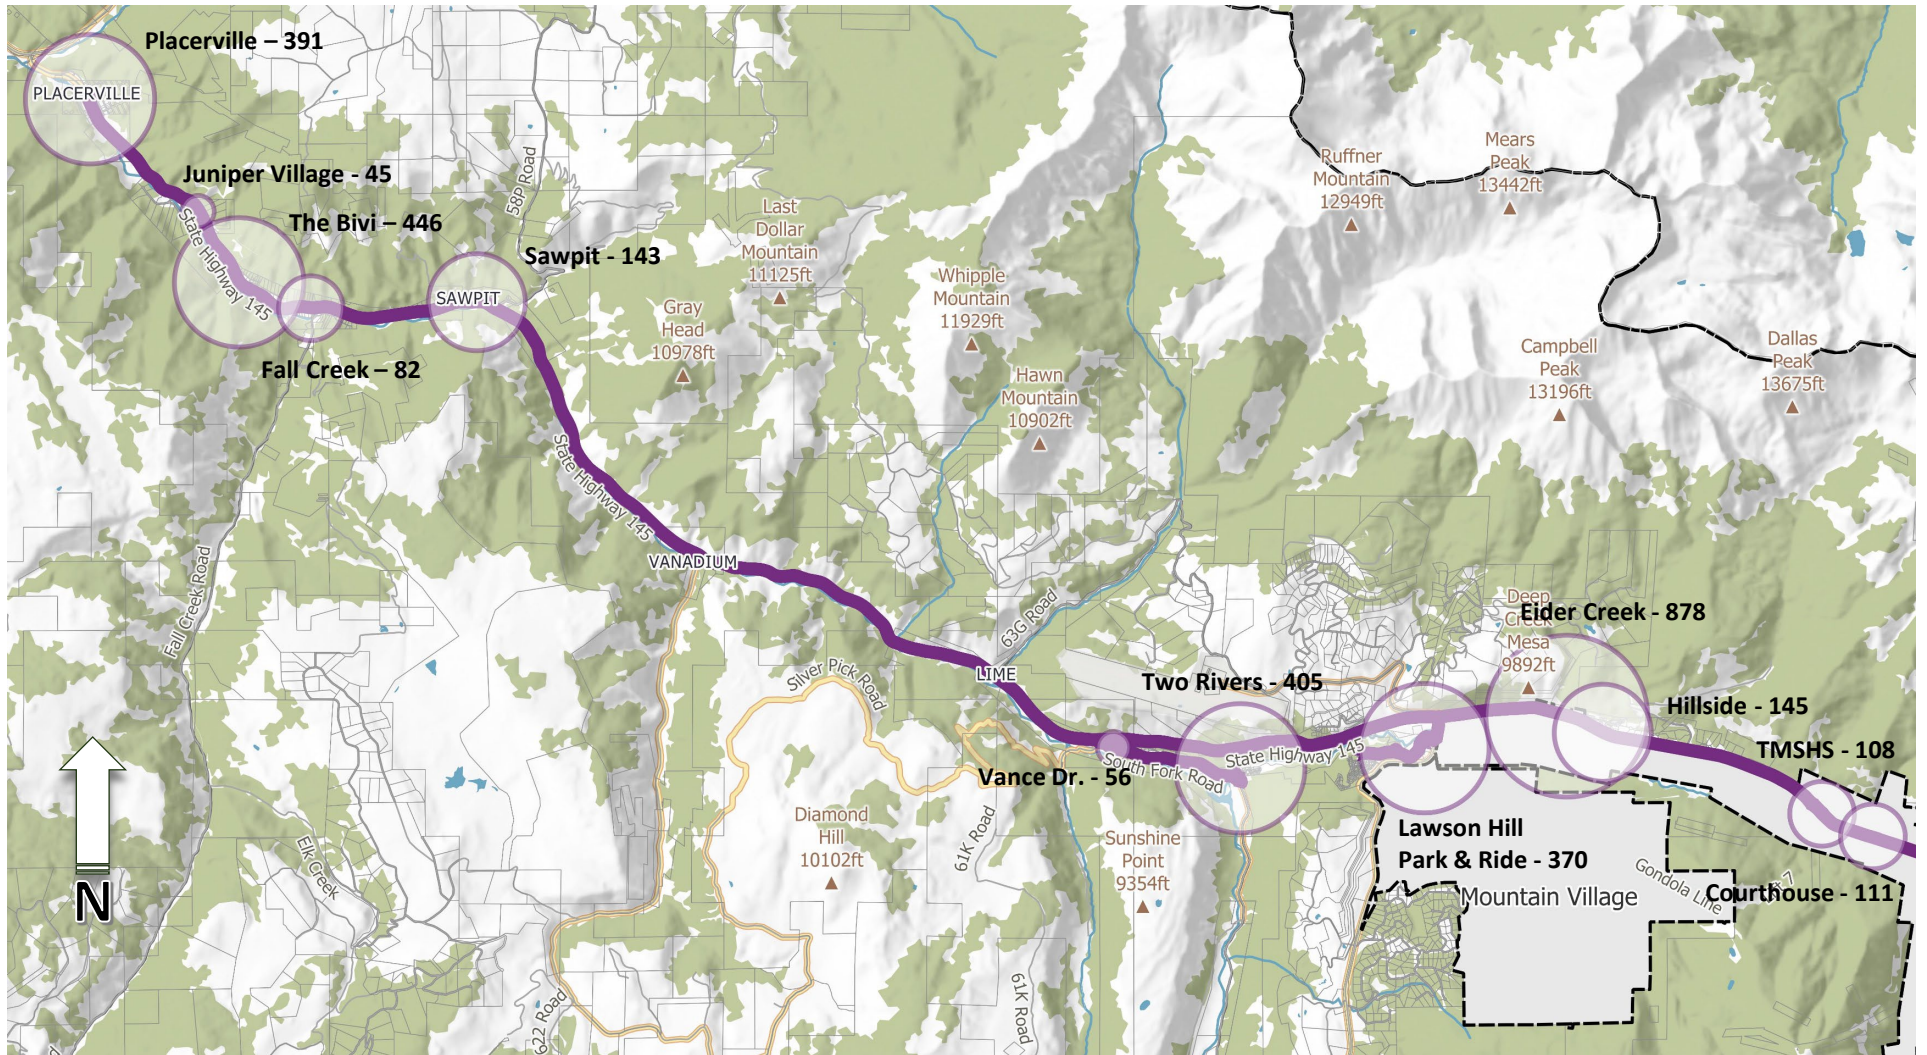 Placerville – 391
PLACERVILLE
Juniper Village - 45
The Bivi – 446
State Highway 145
Fall Creek – 82
Sawpit - 143
SAWPIT
58P Road
Last
Dollar
Mountain
11125ft
Gray
Head
10978ft
Whipple
Mountain
11929ft
Hawn
Mountain
10902ft
Ruffner
Mountain
12949ft
Mears
Peak
13442ft
Campbell
Peak
13196ft
Dallas
Peak
13675ft
State Highway 145
VANADIUM
Fall Creek Road
63G Road
LIME
Silver Pick Road
Deep
Creek
Mesa
9892ft
Eider Creek - 878
Two Rivers - 405
Hillside - 145
TMSHS - 108
State Highway 145
South Fork Road
Vance Dr. - 56
Diamond
Hill
10102ft
61K Road
Sunshine
Point
9354ft
Lawson Hill
Park & Ride - 370
Mountain Village
Gondola Line
Courthouse - 111
Elk Creek
N
61K Road